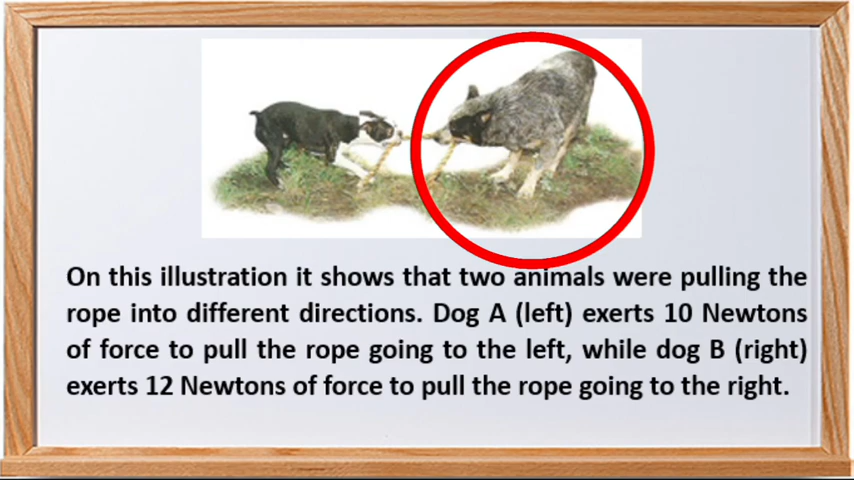 On this illustration it shows that two animals were pulling the
rope into different directions. Dog A (left) exerts 10 Newtons
of force to pull the rope going to the left, while dog B (right)
exerts 12 Newtons of force to pull the rope going to the right.